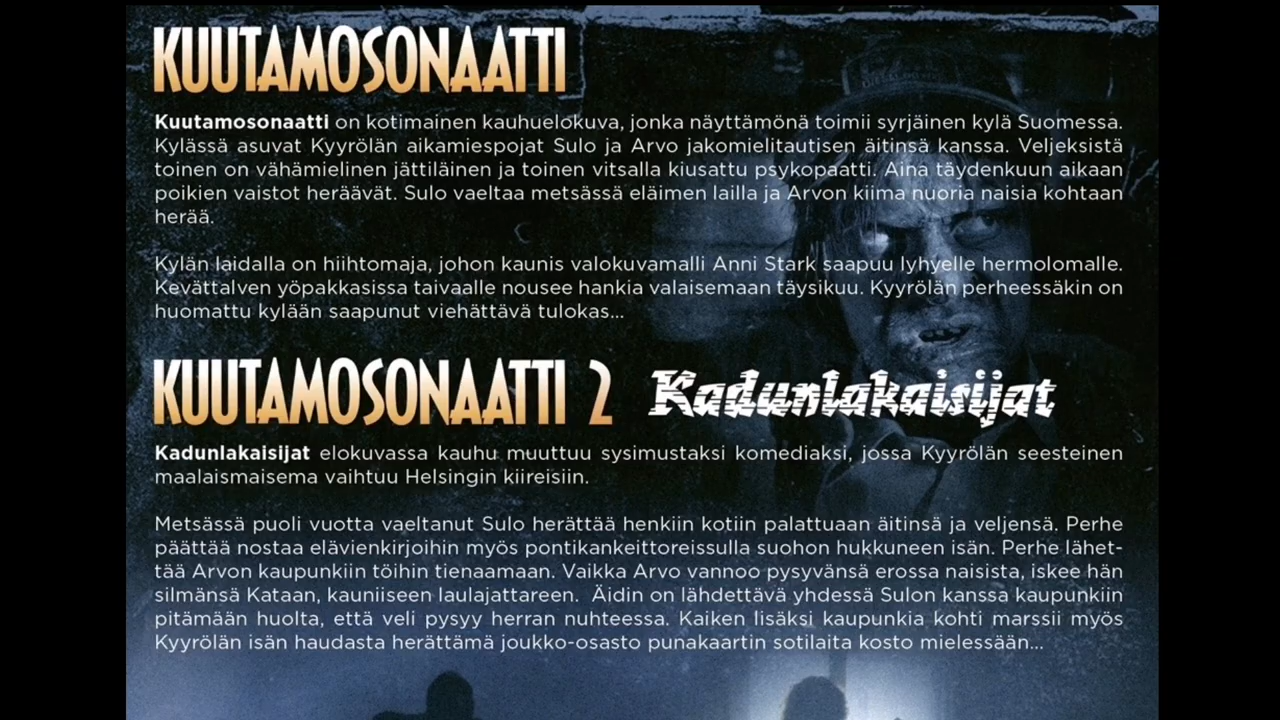 KUUTAMOSONAATTI
Kuutamosonaatti on kotimainen kauhuelokuva, jonka näyttämönä toimii syrjäinen kylä Suomessa.
Kylässä asuvat Kyyrölän aikamiespojat Sulo ja Arvo jakomielitautisen äitinsä kanssa. Veljeksistä
toinen on vähämielinen jättiläinen ja toinen vitsalla kiusattu psykopaatti. Aina täydenkuun aikaan
poikien vaistot heräävät. Sulo vaeltaa metsässä eläimen lailla ja Arvon kiima nuoria naisia kohtaan
herää.
Kylän laidalla on hiihtomaja, johon kaunis valokuvamalli Anni Stark saapuu lyhyelle hermolomalle.
Kevättalven yöpakkasissa taivaalle nousee hankia valaisemaan täysikuu. Kyyrölän perheessäkin on
huomattu kylään saapunut viehättävä tulokas...
KUUTAMOSONAATTI 2 Kadunlakaisijat
Kadunlakaisijat elokuvassa kauhu muuttuu sysimustaksi komediaksi, jossa Kyyrölän seesteinen
maalaismaisema vaihtuu Helsingin kiireisiin.
Metsässä puoli vuotta vaeltanut Sulo herättää henkiin kotiin palattuaan äitinsä ja veljensä. Perhe
päättää nostaa elävienkirjoihin myös pontikankeittoreissulla suohon hukkuneen isän. Perhe lähet-
tää Arvon kaupunkiin töihin tienaamaan. Vaikka Arvo vannoo pysyvänsä erossa naisista, iskee hän
silmänsä Kataan, kauniiseen laulajattareen. Äidin on lähdettävä yhdessä Sulon kanssa kaupunkiin
pitämään huolta, että veli pysyy herran nuhteessa. Kaiken lisäksi kaupunkia kohti marssii myös
Kyyrölän isän haudasta herättämä joukko-osasto punakaartin sotilaita kosto mielessään...